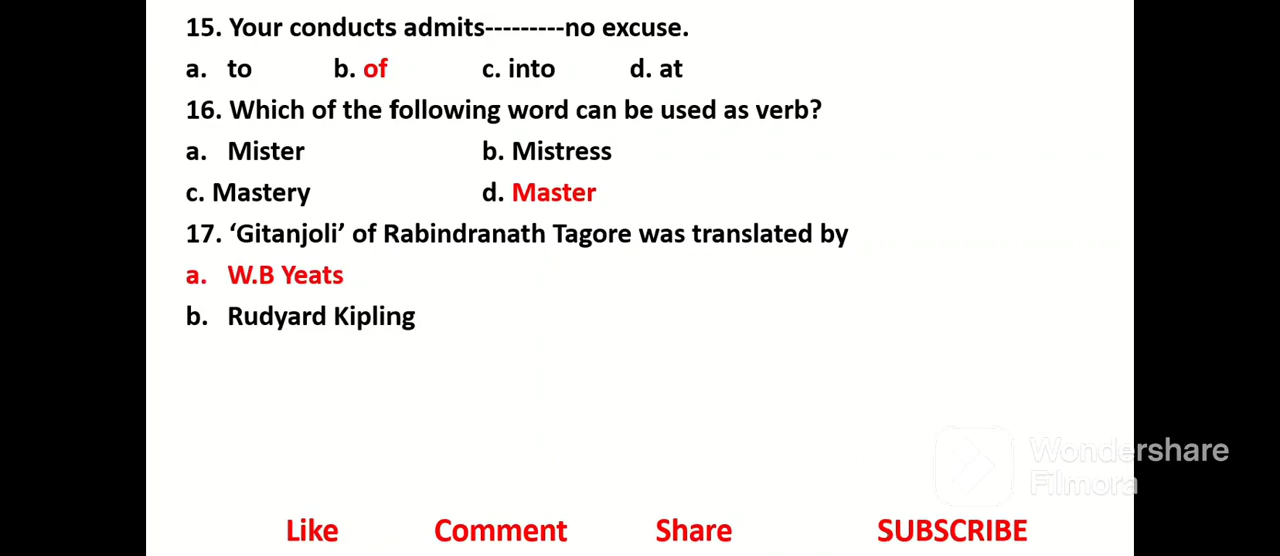 15. Your conducts admits---------no excuse.
a. to b. of c. into d. at
16. Which of the following word can be used as verb?
a. Mister b. Mistress
c. Mastery d. Master
17. ‘Gitanjoli’ of Rabindranath Tagore was translated by
a. W.B Yeats
b. Rudyard Kipling
Wondershare
Filmora
Like Comment Share SUBSCRIBE